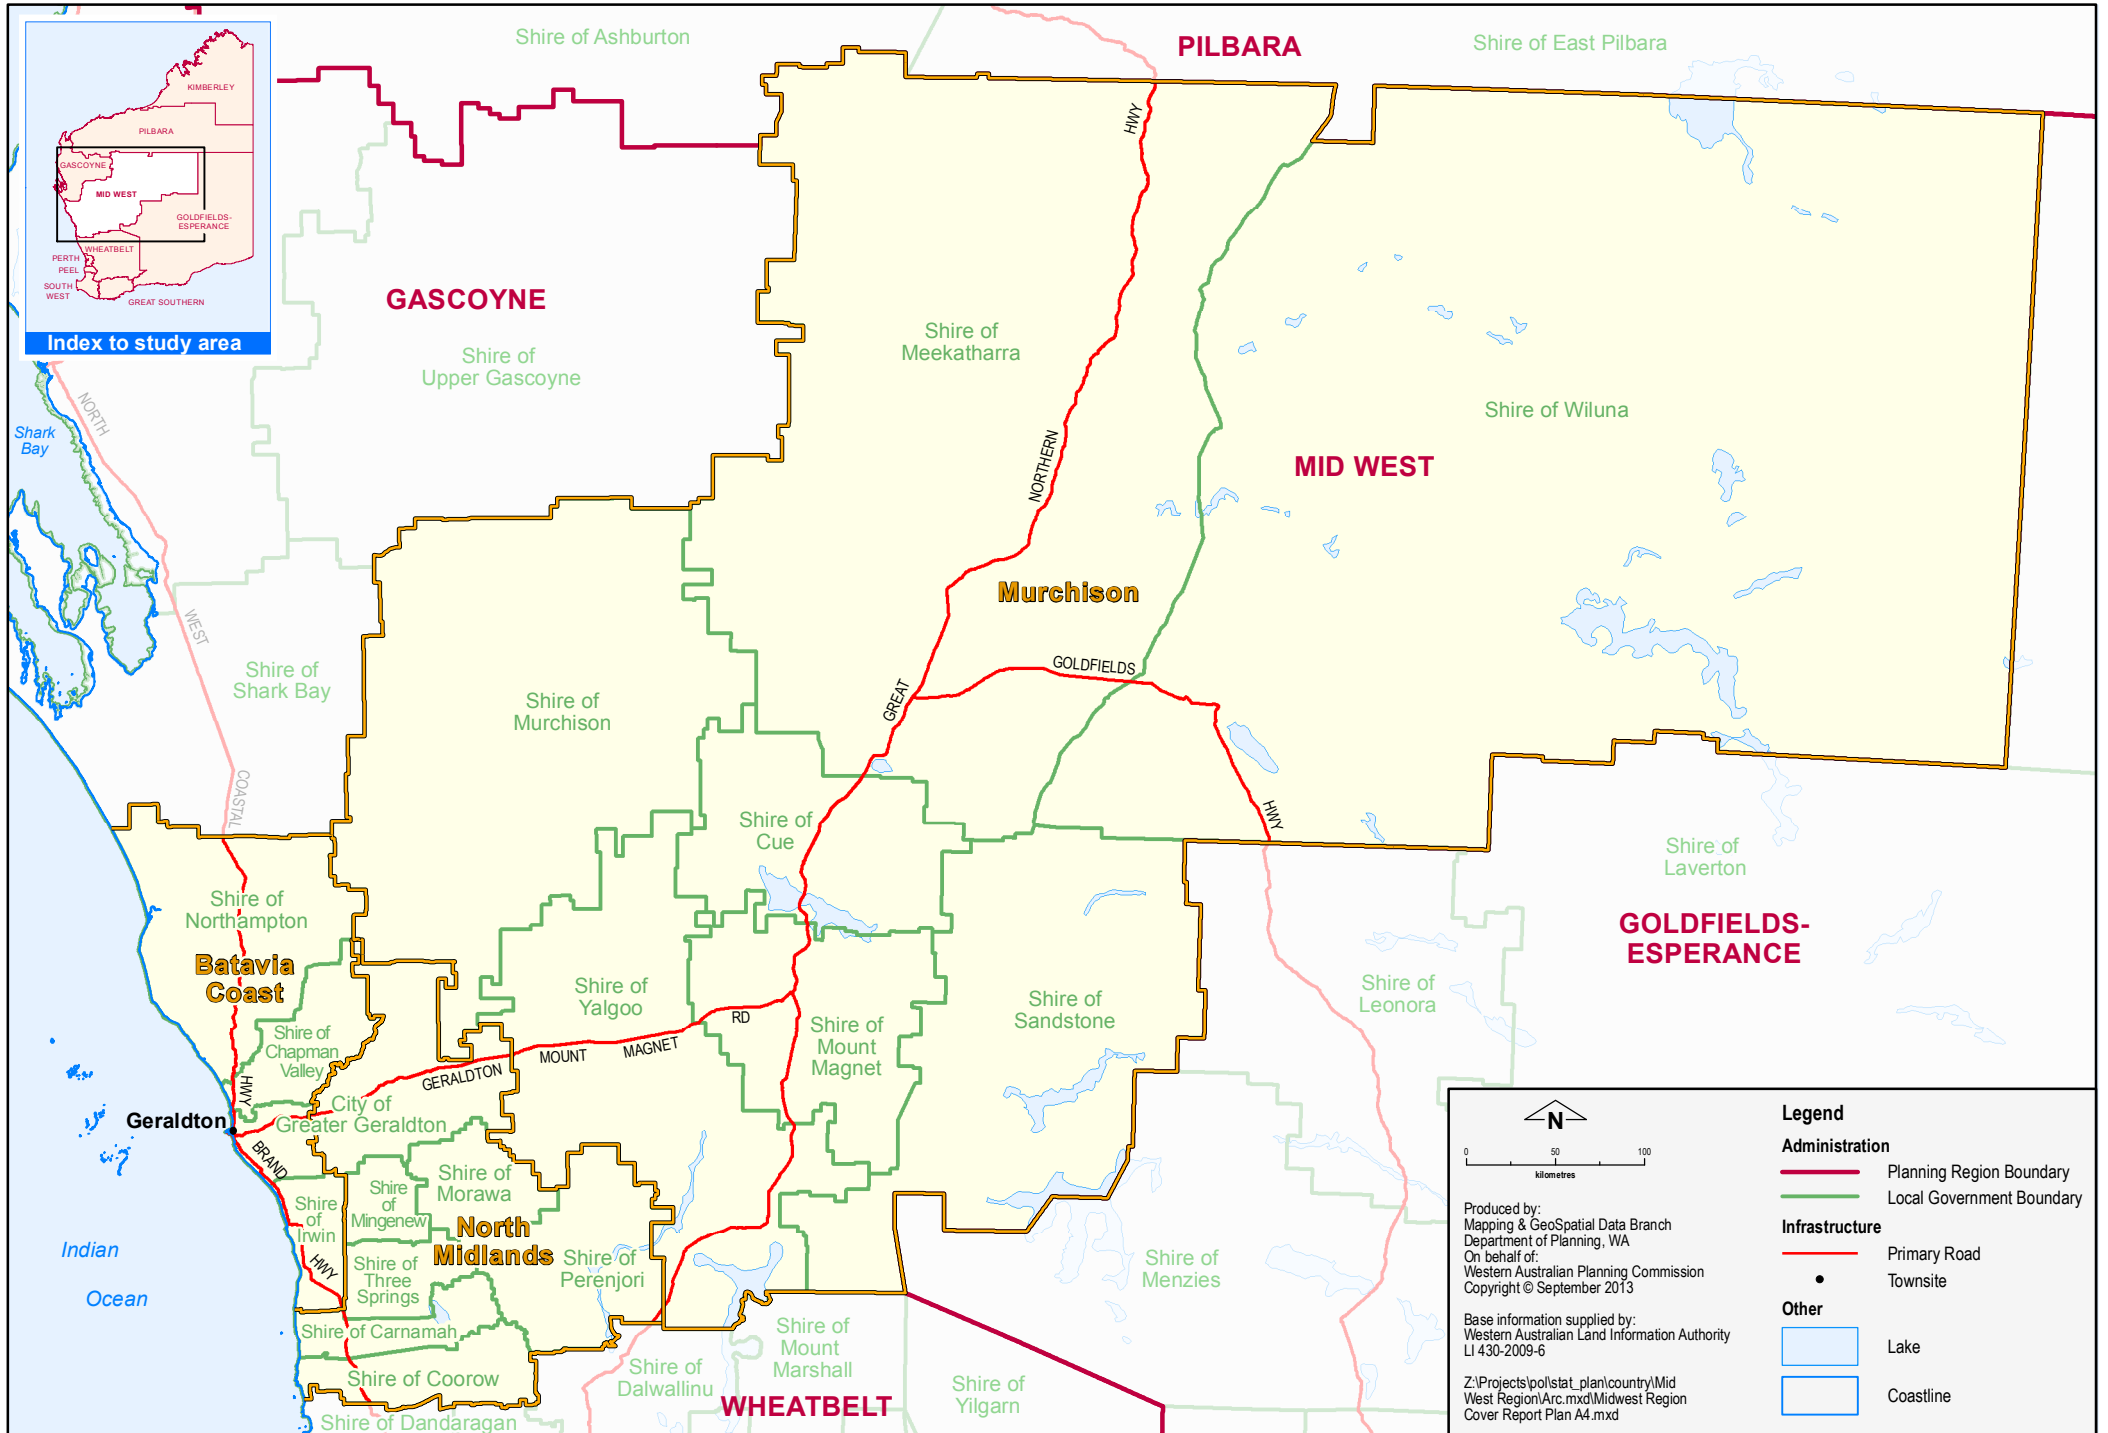 KIMBERLEY
PILBARA
GASCOYNE
MID WEST
GOLDFIELDS-
ESPERANCE
WHEATBELT
PERTH
PEEL
SOUTH
WEST
GREAT SOUTHERN
Index to study area
Shire of Ashburton
PILBARA
Shire of East Pilbara
HWY
GASCOYNE
Shire of
Upper Gascoyne
Shire of
Meekatharra
Shire of Wiluna
MID WEST
NORTH
Shark
Bay
NORTHERN
Murchison
WEST
Shire of
Shark Bay
Shire of
Murchison
GOLDFIELDS
GREAT
COASTAL
Shire of
Cue
HWY
Shire of
Laverton
Shire of
Northampton
GOLDFIELDS-
ESPERANCE
Batavia
Coast
Shire of
Yalgoo
Shire of
Sandstone
Shire of
Leonora
Shire of
Chapman
Valley
RD
Shire of
Mount
Magnet
MAGNET
MOUNT
GERALDTON
HWY
City of
Greater Geraldton
Geraldton
BRAND
Shire of
Morawa
Shire
of
Mingenew
Shire
of
Irwin
North
Midlands
HWY
Shire of
Three
Springs
Shire of
Perenjori
Indian
Ocean
Shire of Carnamah
Shire of Coorow
Shire of Dandaragan
Shire of
Dalwallinu
Shire of
Mount
Marshall
WHEATBELT
Shire of
Yilgarn
Shire of
Menzies
N
0 50 100
kilometres
Produced by:
Mapping & GeoSpatial Data Branch
Department of Planning, WA
On behalf of:
Western Australian Planning Commission
Copyright © September 2013
Base information supplied by:
Western Australian Land Information Authority
LI 430-2009-6
Z:\Projects\pol\stat_plan\country\Mid
West Region\Arc.mxd\Midwest Region
Cover Report Plan A4.mxd
Legend
Administration
Planning Region Boundary
Local Government Boundary
Infrastructure
Primary Road
Townsite
Other
Lake
Coastline